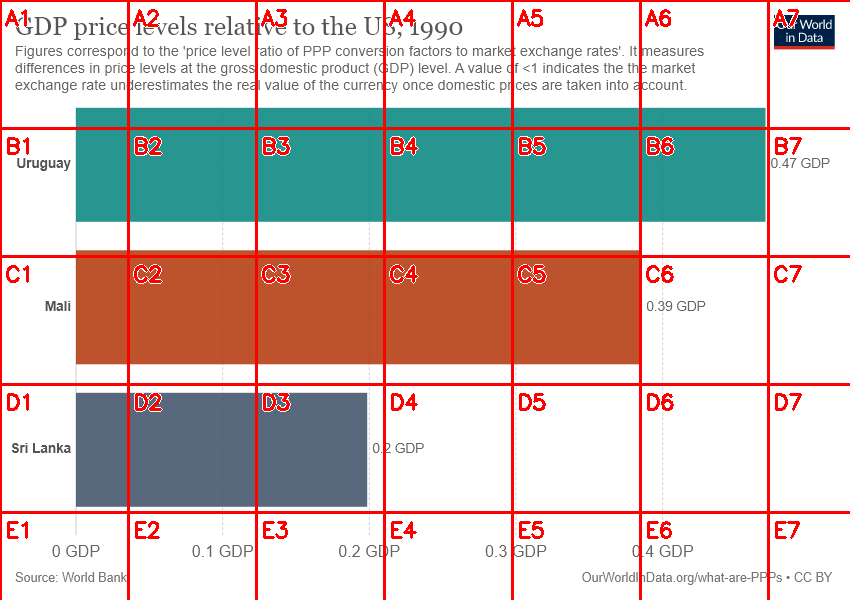 GDP price levels relative to the US, 1990
Our World
in Data
Figures correspond to the 'price level ratio of PPP conversion factors to market exchange rates'. It measures
differences in price levels at the gross domestic product (GDP) level. A value of <1 indicates the the market
exchange rate underestimates the real value of the currency once domestic prices are taken into account.
A1 A2 A3 A4 A5 A6 A7
B1 B2 B3 B4 B5 B6 B7
Uruguay 0.47 GDP
C1 C2 C3 C4 C5 C6 C7
Mali 0.39 GDP
D1 D2 D3 D4 D5 D6 D7
Sri Lanka 0.2 GDP
E1 E2 E3 E4 E5 E6 E7
0 GDP 0.1 GDP 0.2 GDP 0.3 GDP 0.4 GDP
Source: World Bank OurWorldInData.org/what-are-PPPs • CC BY